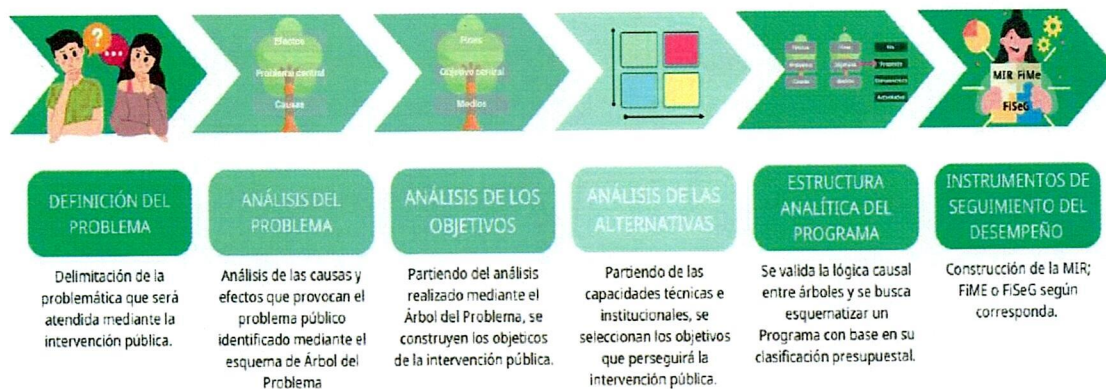 ?
...
Efectos
Problema central
Causas
Fines
Objetivo central
Medios
MIR FiMe
FiSeG
DEFINICIÓN DEL
PROBLEMA
Delimitación de la
problemática que será
atendida mediante la
intervención pública.
ANÁLISIS DEL
PROBLEMA
Análisis de las causas y
efectos que provocan el
problema público
identificado mediante el
esquema de Árbol del
Problema
ANÁLISIS DE LOS
OBJETIVOS
Partiendo del análisis
realizado mediante el
Árbol del Problema, se
construyen los objeticos
de la intervención pública.
ANÁLISIS DE LAS
ALTERNATIVAS
Partiendo de las
capacidades técnicas e
institucionales, se
seleccionan los objetivos
que perseguirá la
intervención pública.
ESTRUCTURA
ANALÍTICA DEL
PROGRAMA
Se valida la lógica causal
entre árboles y se busca
esquematizar un
Programa con base en su
clasificación presupuestal.
INSTRUMENTOS DE
SEGUIMIENTO DEL
DESEMPEÑO
Construcción de la MIR;
FiME o FiSeG según
corresponda.